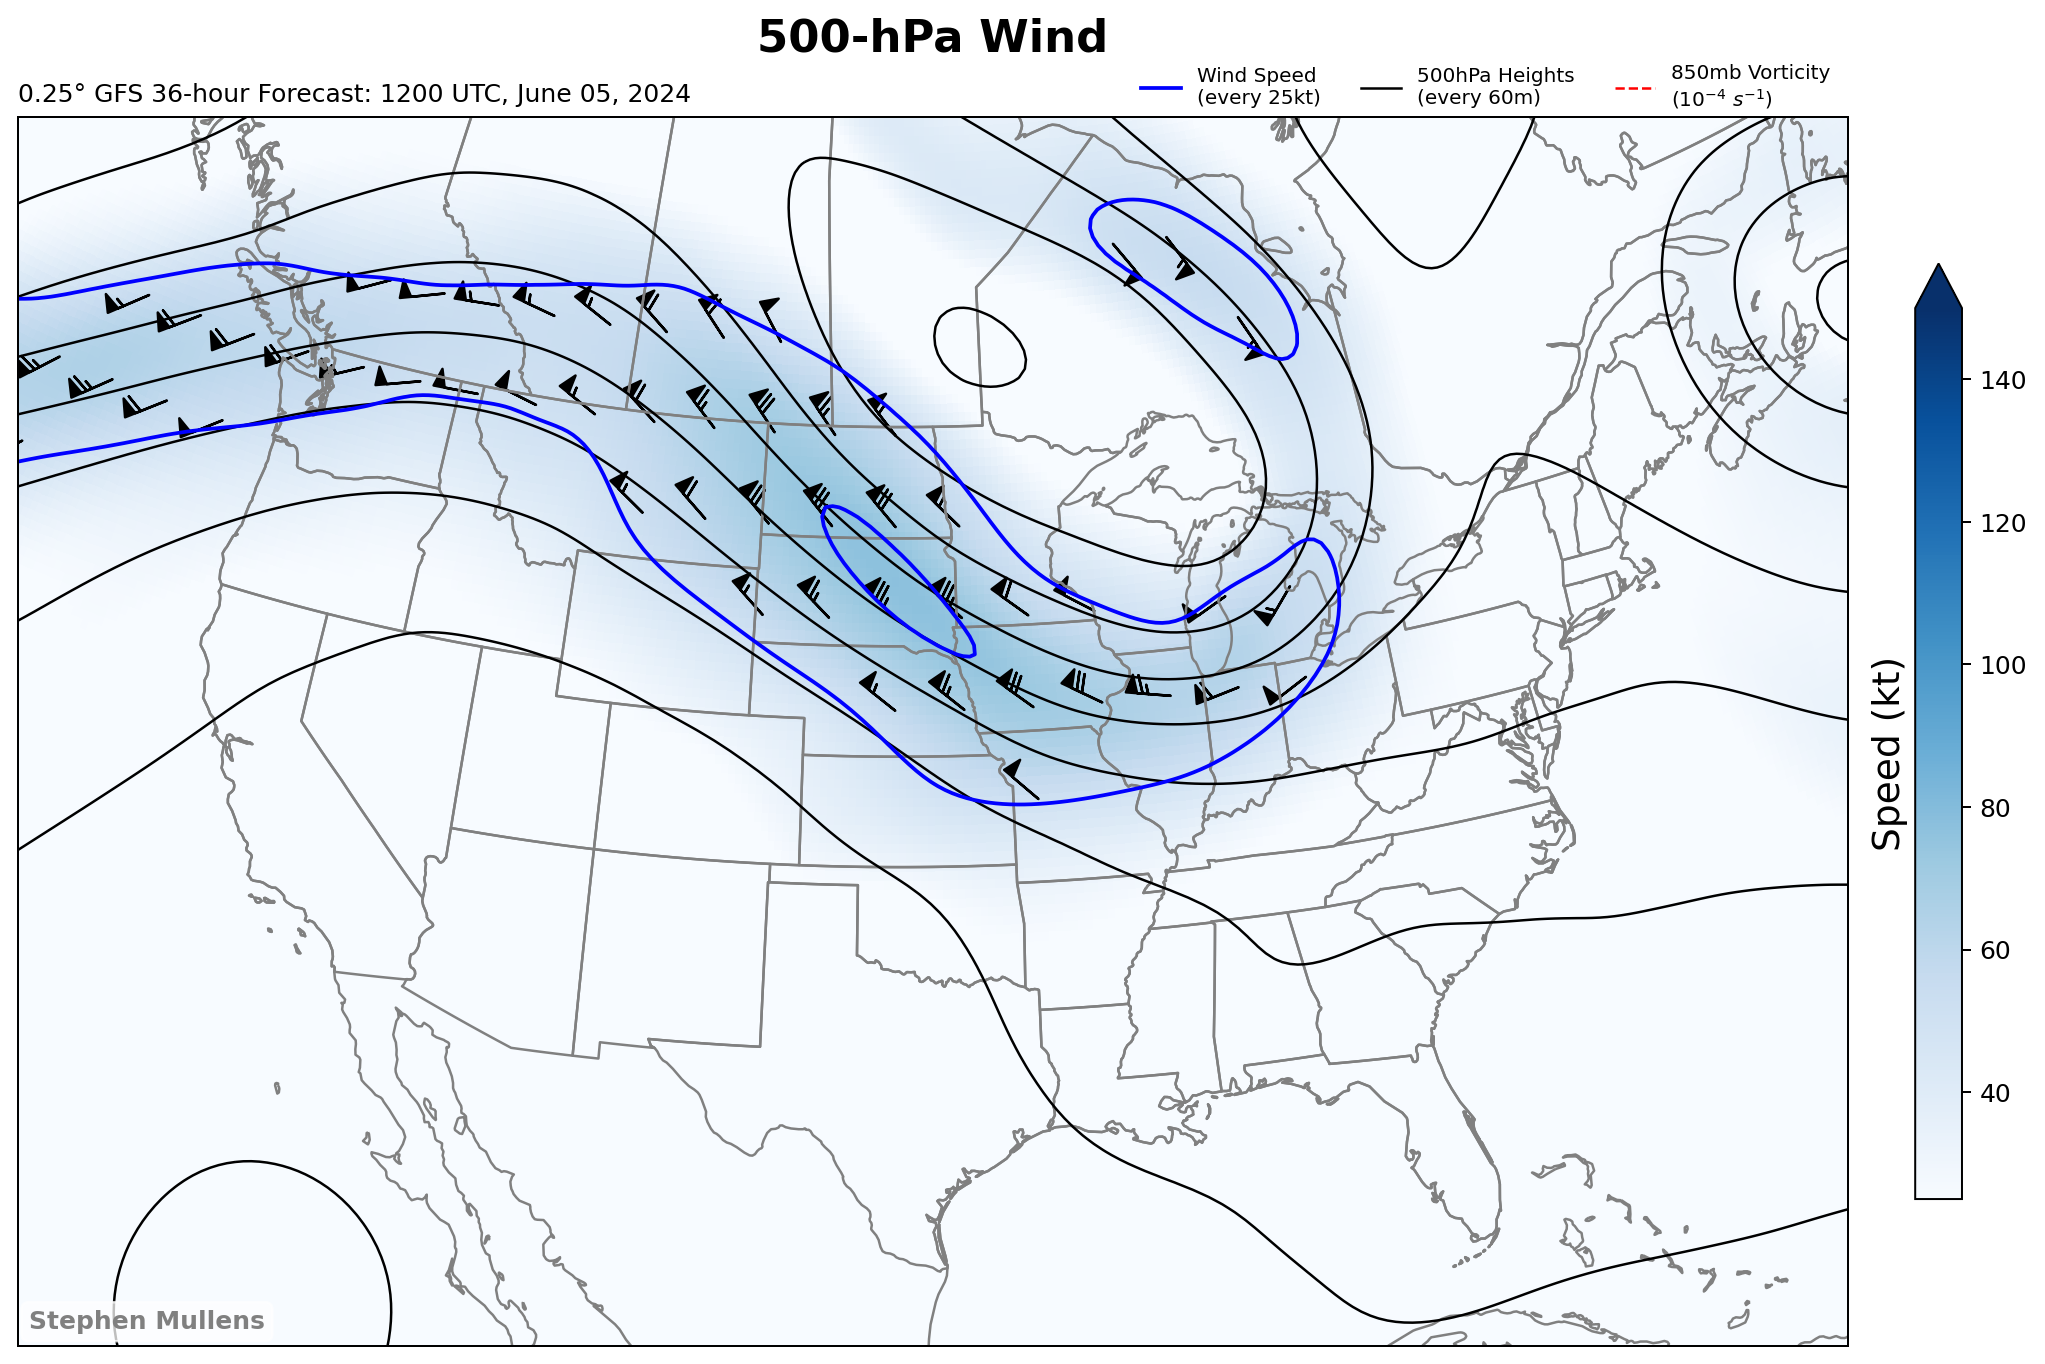 500-hPa Wind
0.25° GFS 36-hour Forecast: 1200 UTC, June 05, 2024
Wind Speed
(every 25kt)
500hPa Heights
(every 60m)
850mb Vorticity
(10⁻⁴ s⁻¹)
140
120
100
80
60
40
Speed (kt)
Stephen Mullens